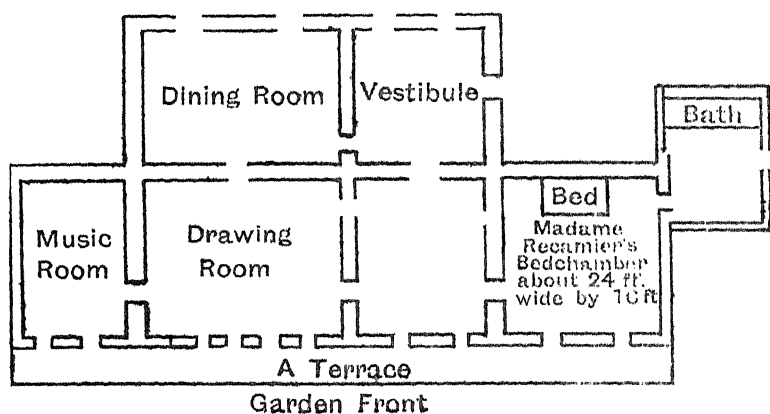 Dining Room
Vestibule
Bath
Music
Room
Drawing
Room
Bed
Madame
Recamier's
Bedchamber
about 24 ft.
wide by ft
A Terrace
Garden Front